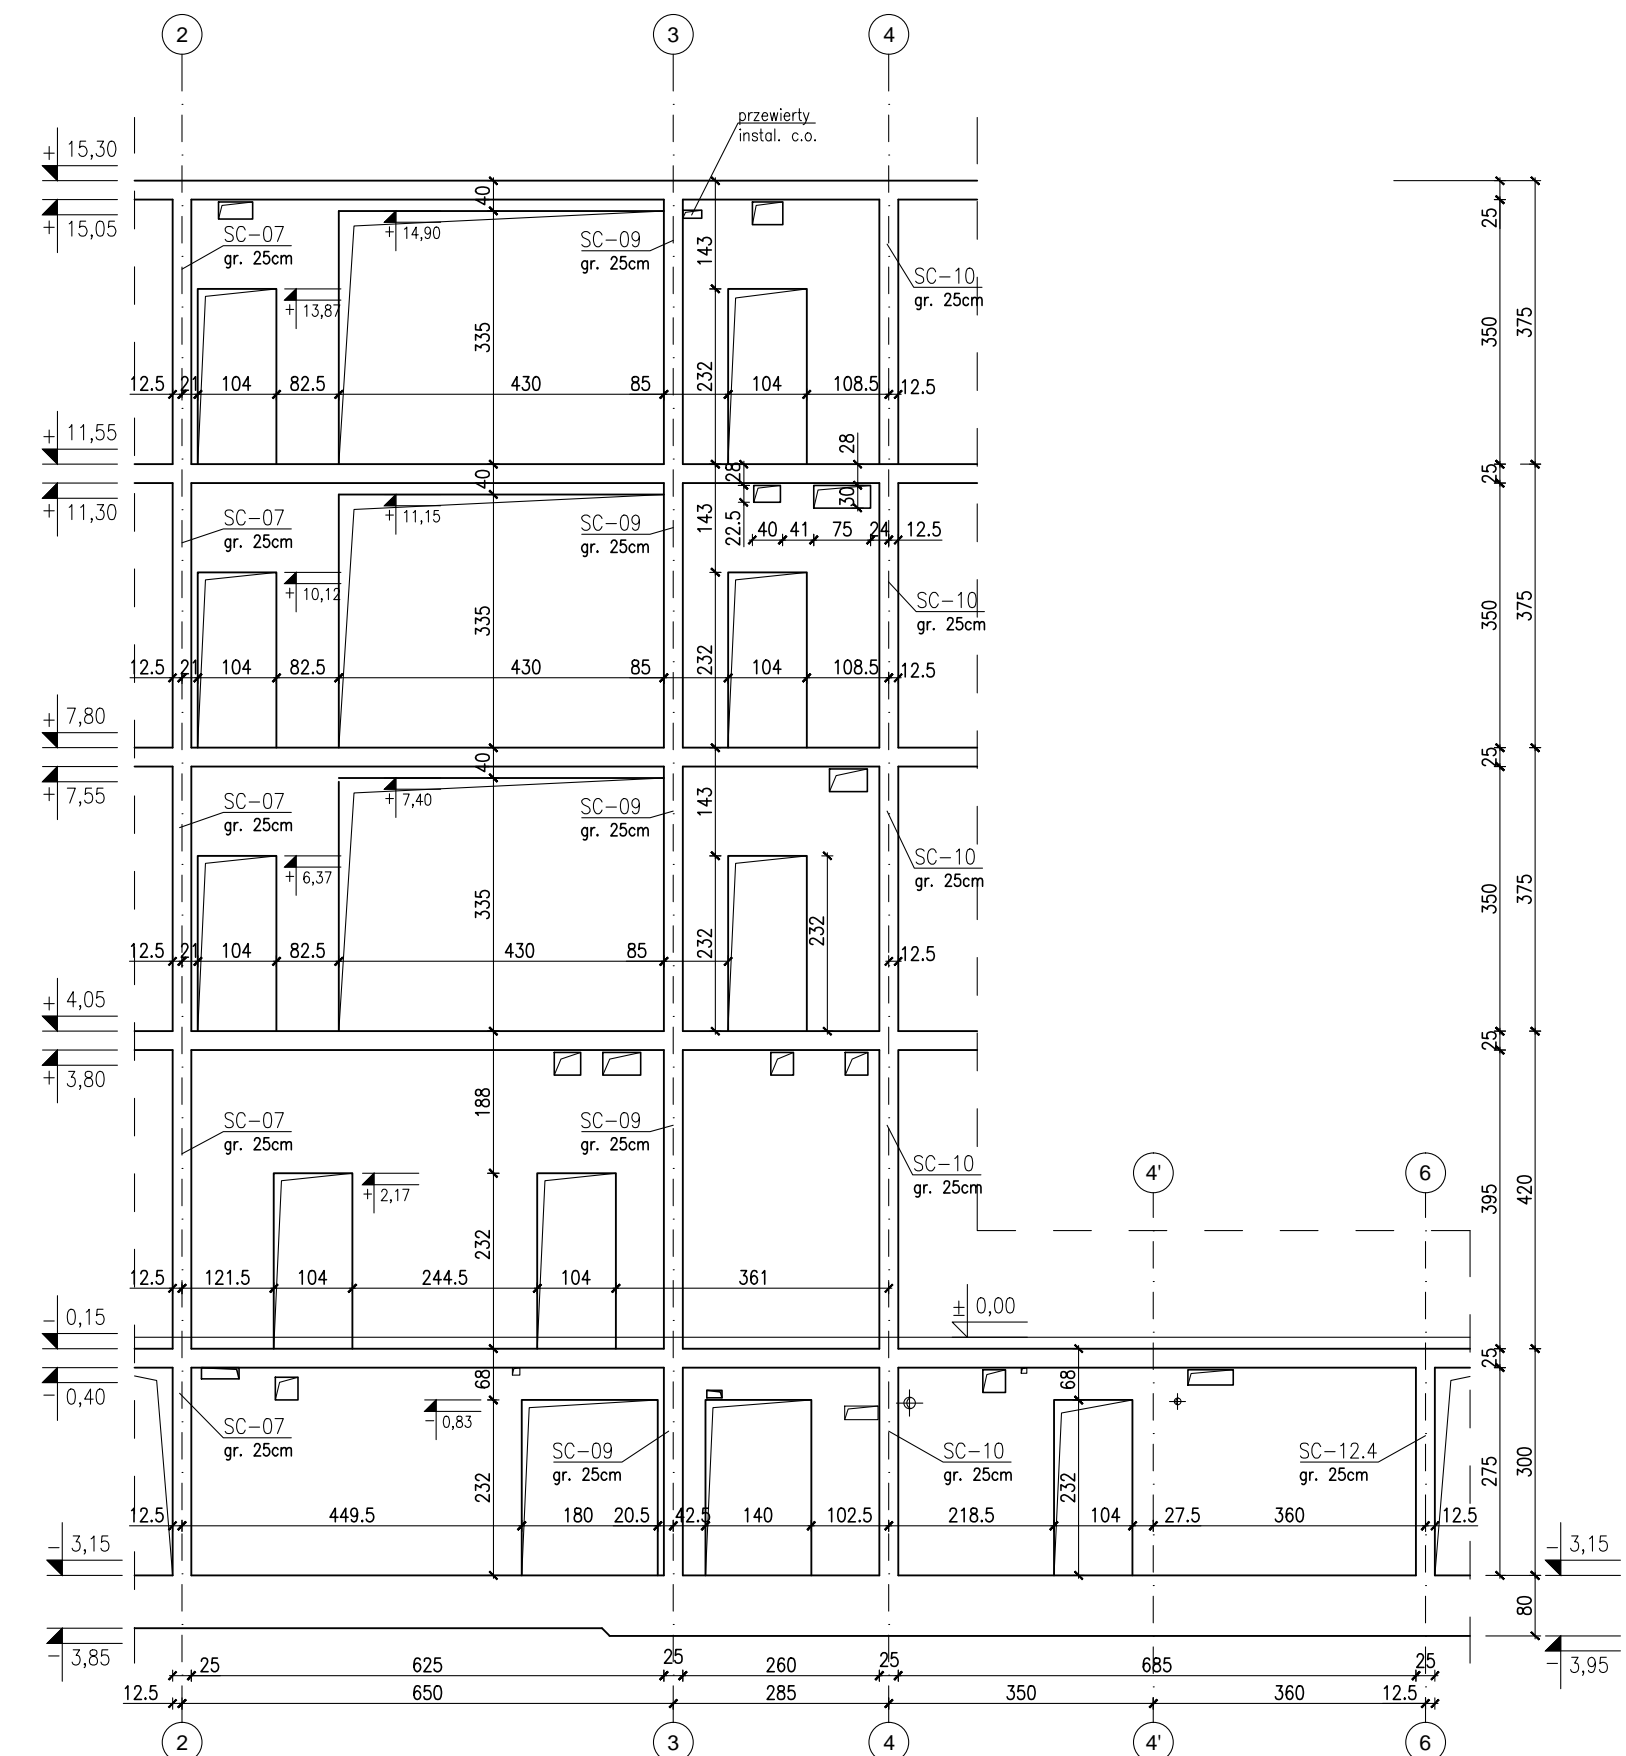 2
3
4
przewierty
instal. c.o.
+ 15,30
+ 15,05
40
25
SC-07
gr. 25cm
+ 14,90
SC-09
gr. 25cm
143
SC-10
gr. 25cm
+ 13,87
335
350
375
12.5 21 104 82.5 430 85 232 104 108.5 12.5
+ 11,55
28
+ 11,30
40
28
25
SC-07
gr. 25cm
+ 11,15
SC-09
gr. 25cm
143
22.5
30
40 41 75 24 12.5
+ 10,12
SC-10
gr. 25cm
335
350
375
12.5 21 104 82.5 430 85 232 104 108.5 12.5
+ 7,80
+ 7,55
40
25
SC-07
gr. 25cm
+ 7,40
SC-09
gr. 25cm
143
SC-10
gr. 25cm
+ 6,37
335
350
375
12.5 21 104 82.5 430 85 232 232 12.5
+ 4,05
+ 3,80
25
188
SC-07
gr. 25cm
SC-09
gr. 25cm
SC-10
gr. 25cm
4'
6
+ 2,17
232
395
420
12.5 121.5 104 244.5 104 361
± 0,00
- 0,15
- 0,40
68
68
25
- 0,83
SC-07
gr. 25cm
SC-09
gr. 25cm
SC-10
gr. 25cm
SC-12.4
gr. 25cm
232
232
275
300
12.5 449.5 180 20.5 42.5 140 102.5 218.5 104 27.5 360 12.5
- 3,15
- 3,15
80
- 3,85
- 3,95
25 625 25 260 25 685 25
12.5 650 285 350 360 12.5
2
3
4
4'
6